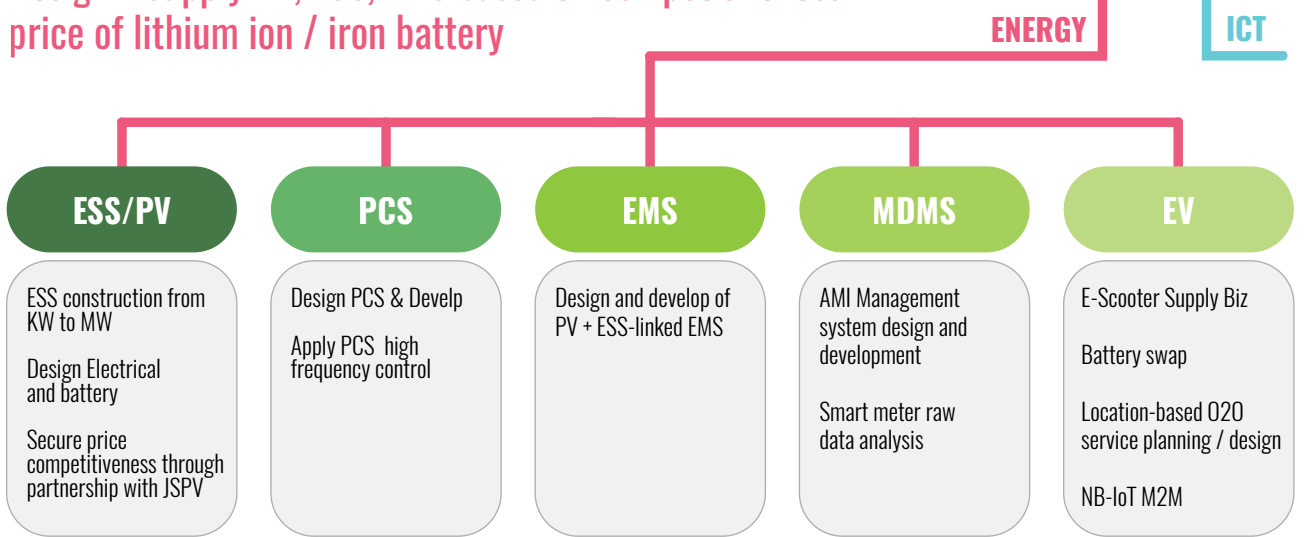 price of lithium ion / iron battery
ENERGY
ICT
ESS/PV
ESS construction from
KW to MW
Design Electrical
and battery
Secure price
competitiveness through
partnership with JSPV
PCS
Design PCS & Develp
Apply PCS high
frequency control
EMS
Design and develop of
PV + ESS-linked EMS
MDMS
AMI Management
system design and
development
Smart meter raw
data analysis
EV
E-Scooter Supply Biz
Battery swap
Location-based O2O
service planning / design
NB-IoT M2M